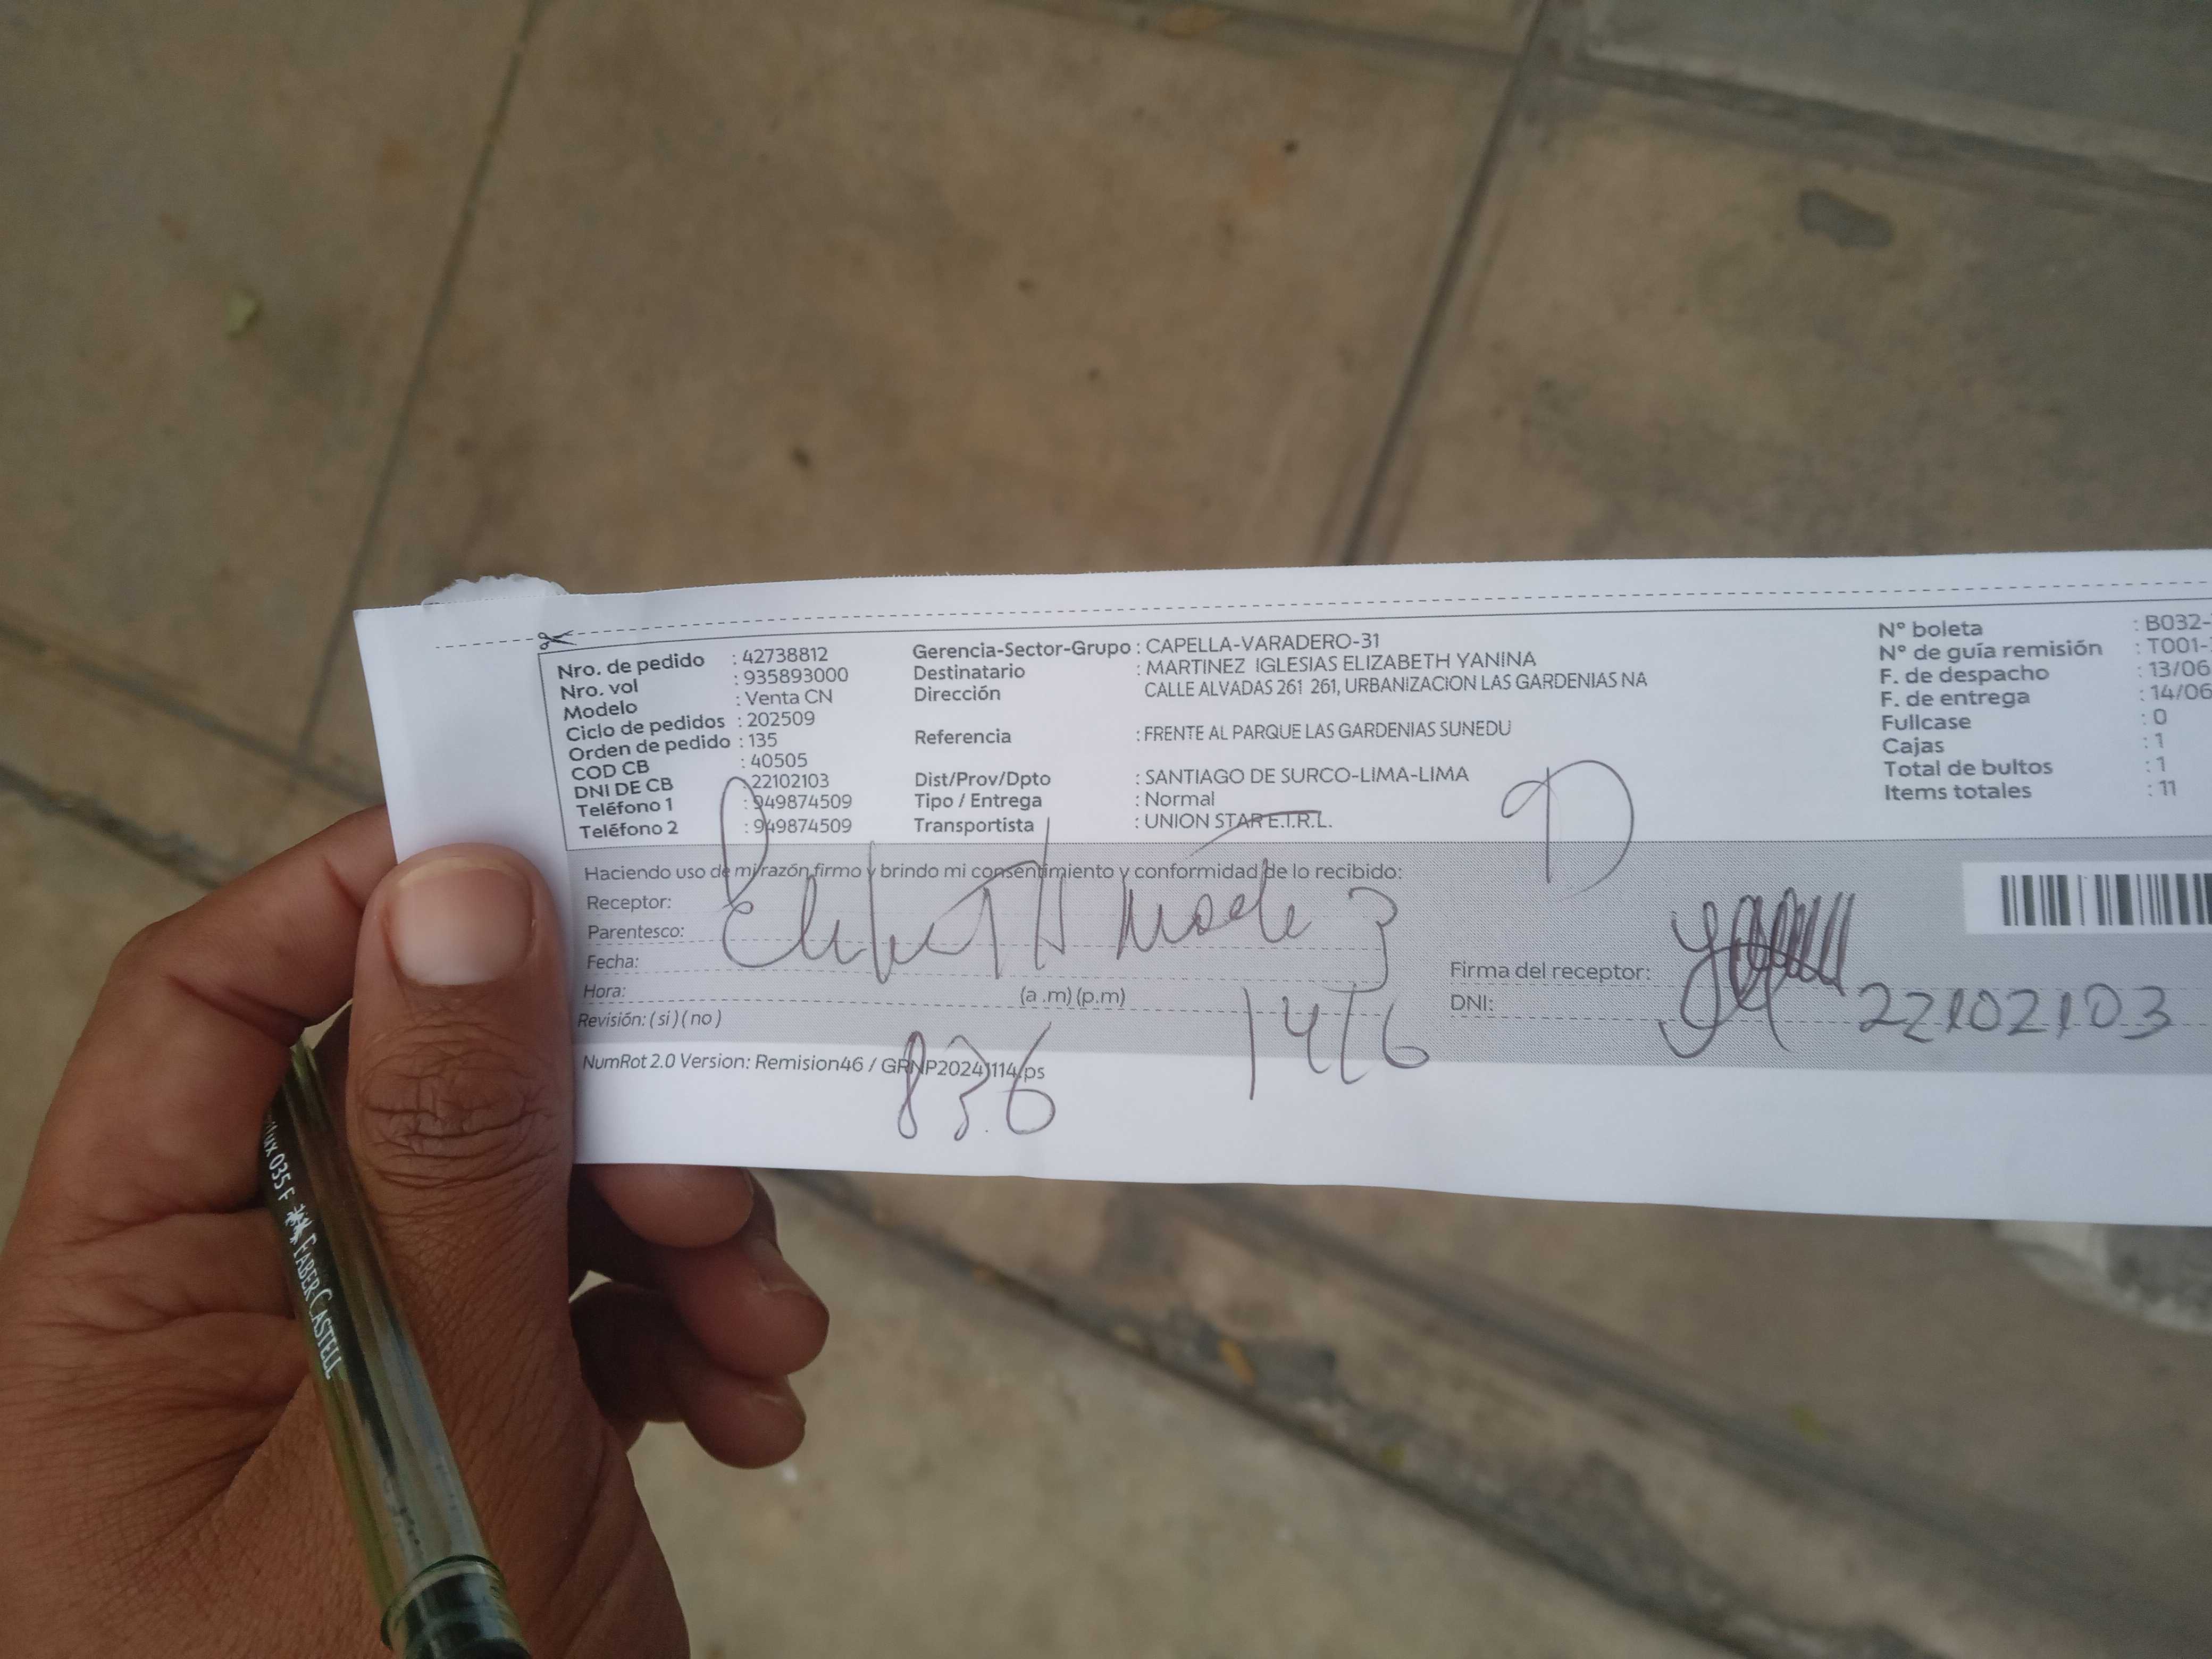 Nro. de pedido : 42738812
Nro. vol : 935893000
Modelo : Venta CN
Ciclo de pedidos : 202509
Orden de pedido : 135
COD CB : 40505
DNI DE CB : 22102103
Teléfono 1 : 949874509
Teléfono 2 : 949874509
Gerencia-Sector-Grupo : CAPELLA-VARADERO-31
Destinatario : MARTINEZ IGLESIAS ELIZABETH YANINA
Dirección CALLE ALVADAS 261 261, URBANIZACION LAS GARDENIAS NA
Referencia : FRENTE AL PARQUE LAS GARDENIAS SUNEDU
Dist/Prov/Dpto : SANTIAGO DE SURCO-LIMA-LIMA
Tipo / Entrega : Normal
Transportista : UNION STAR E.I.R.L.
N° boleta : B032-
N° de guía remisión : T001-
F. de despacho : 13/06
F. de entrega : 14/06
Fullcase : 0
Cajas : 1
Total de bultos : 1
Items totales : 11
Haciendo uso de mi razón, firmo y brindo mi consentimiento y conformidad de lo recibido:
Receptor:
Parentesco:
Fecha:
Hora: (a .m) (p.m)
Revisión: ( si ) ( no )
14/6
836
Firma del receptor:
DNI: 22102103
NumRot 2.0 Version: Remision46 / GRNP20241114.ps
lux 035 F FABER CASTELL